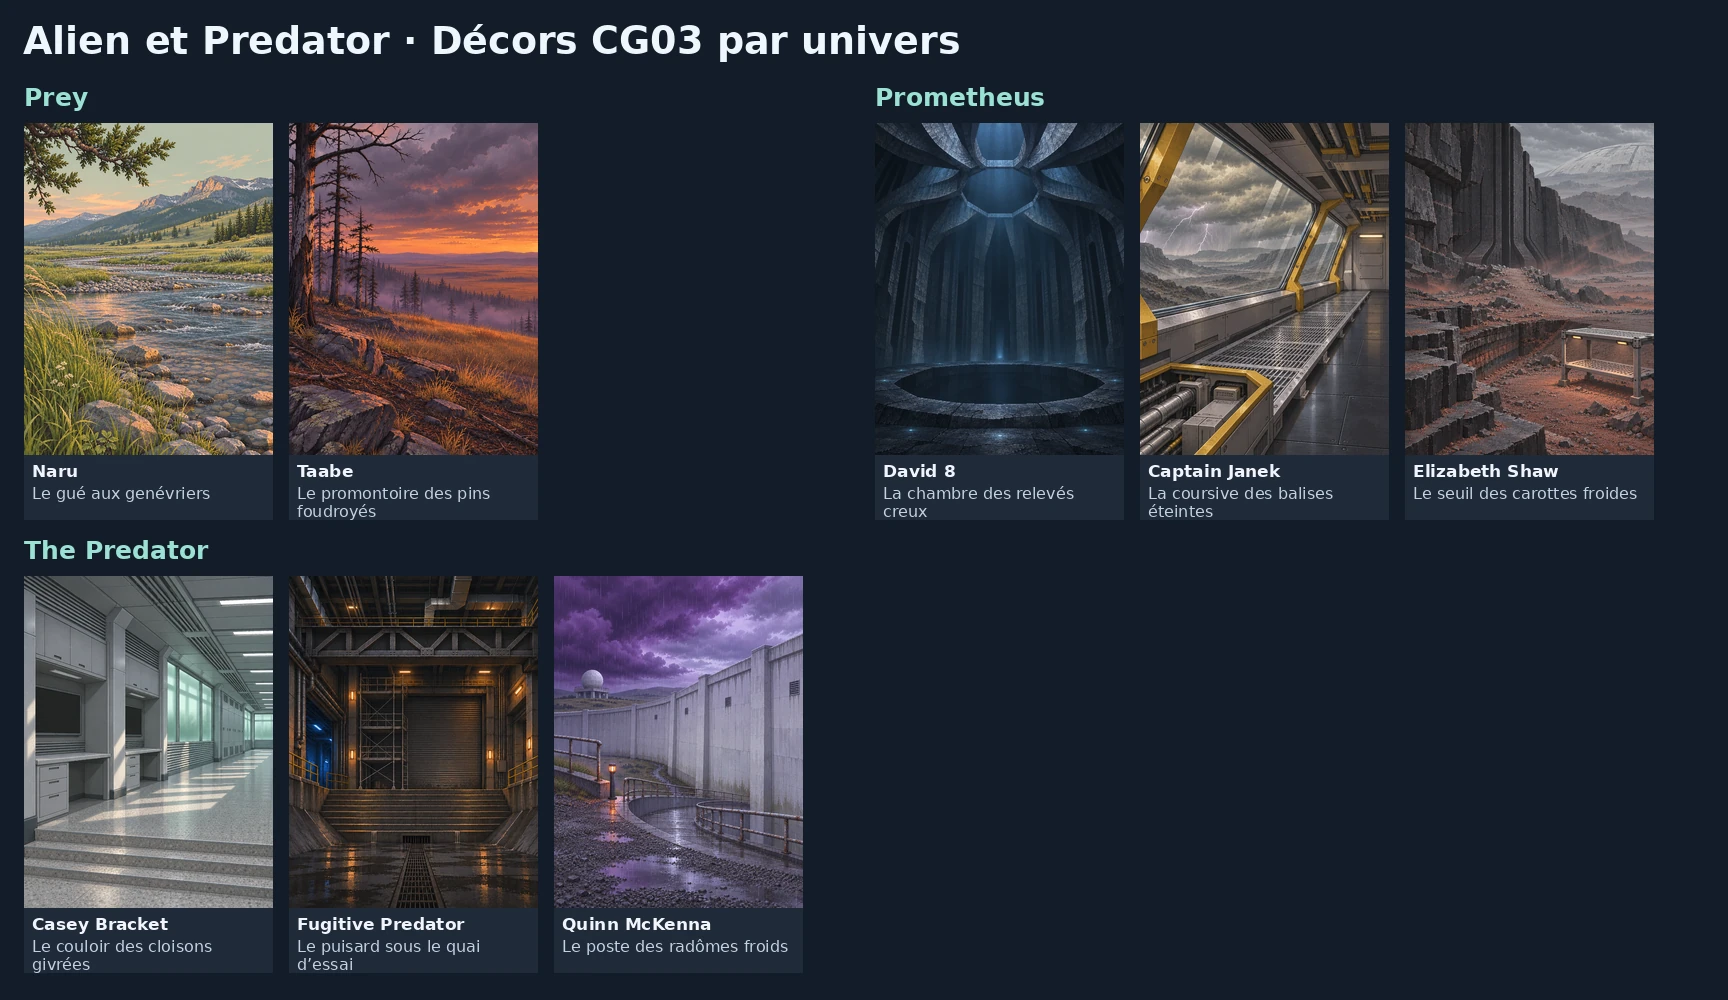 Alien et Predator · Décors CG03 par univers
Prey
Naru
Le gué aux genévriers
Taabe
Le promontoire des pins
foudroyés
Prometheus
David 8
La chambre des relevés
creux
Captain Janek
La coursive des balises
éteintes
Elizabeth Shaw
Le seuil des carottes froides
The Predator
Casey Bracket
Le couloir des cloisons
givrées
Fugitive Predator
Le puisard sous le quai
d’essai
Quinn McKenna
Le poste des radômes froids